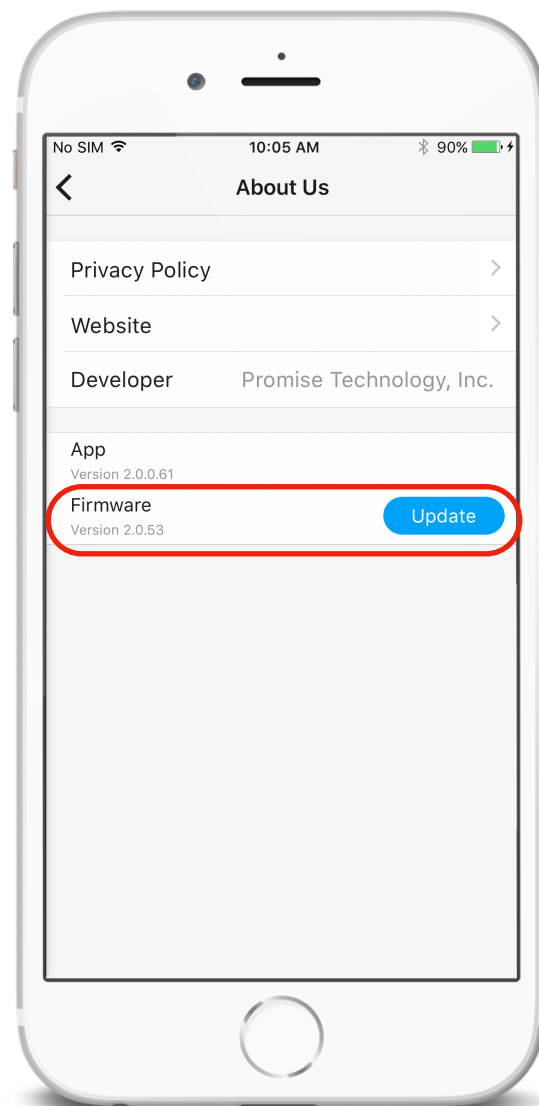 No SIM 10:05 AM 90%
About Us
Privacy Policy
Website
Developer Promise Technology, Inc.
App
Version 2.0.0.61
Firmware
Version 2.0.53
Update